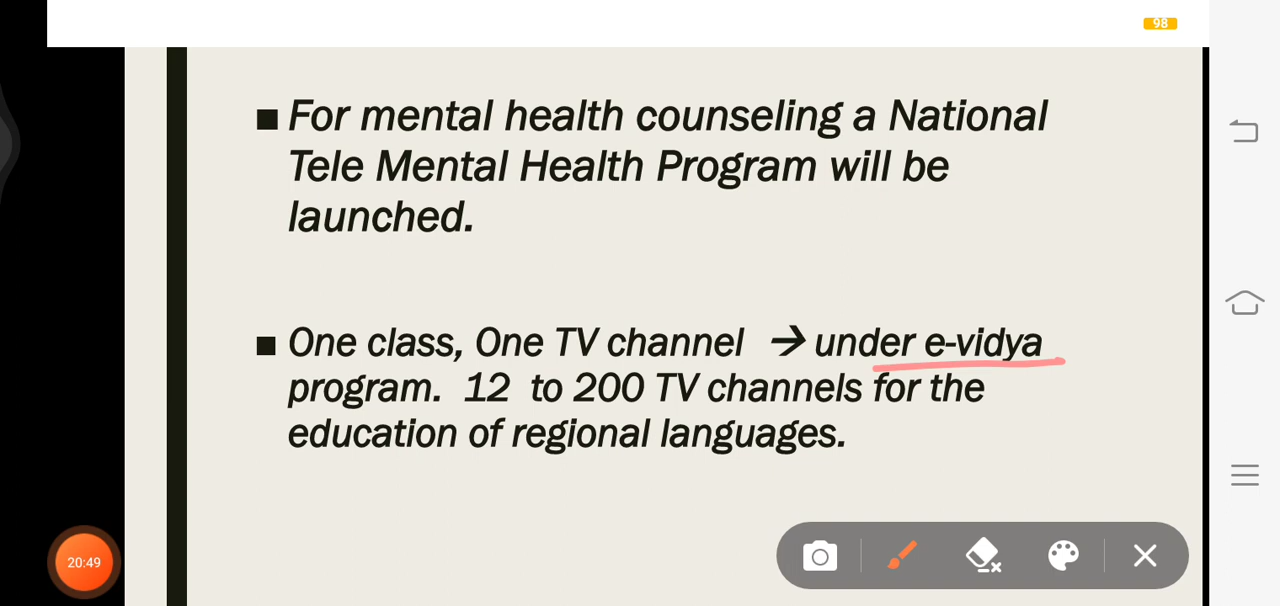 98
■ For mental health counseling a National
Tele Mental Health Program will be
launched.
■ One class, One TV channel → under e-vidya
program. 12 to 200 TV channels for the
education of regional languages.
20:49